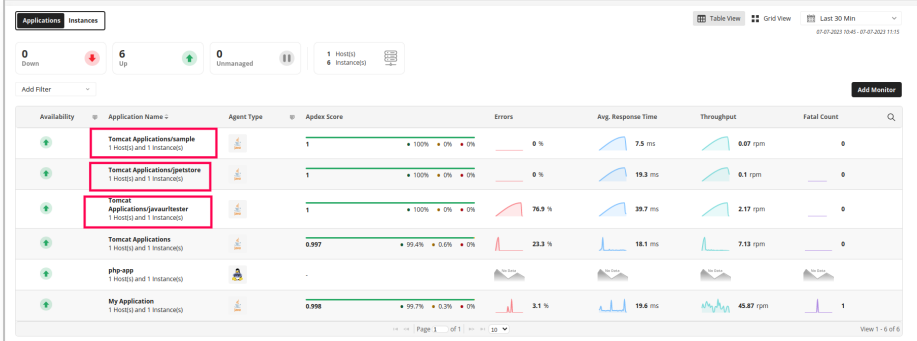 Applications Instances
Table View Grid View Last 30 Min
07-07-2023 10:45 - 07-07-2023 11:15
0 6 0 1 Host(s)
Down Up Unmanaged 6 Instance(s)
Add Filter Add Monitor
Availability Application Name Agent Type Apdex Score Errors Avg. Response Time Throughput Fatal Count
Tomcat Applications/sample
1 Host(s) and 1 Instance(s) 1 100% 0% 0% 0 % 7.5 ms 0.07 rpm 0
Tomcat Applications/jpetstore
1 Host(s) and 1 Instance(s) 1 100% 0% 0% 0 % 19.3 ms 0.1 rpm 0
Tomcat
Applications/javaurltester 1 100% 0% 0% 76.9 % 39.7 ms 2.17 rpm 0
1 Host(s) and 1 Instance(s)
Tomcat Applications
1 Host(s) and 1 Instance(s) 0.997 99.4% 0.6% 0% 23.3 % 18.1 ms 7.13 rpm 0
php-app No Data No Data No Data No Data
1 Host(s) and 1 Instance(s) -
My Application
1 Host(s) and 1 Instance(s) 0.998 99.7% 0.3% 0% 3.1 % 19.6 ms 45.87 rpm 1
Page 1 of 1 10 View 1 - 6 of 6